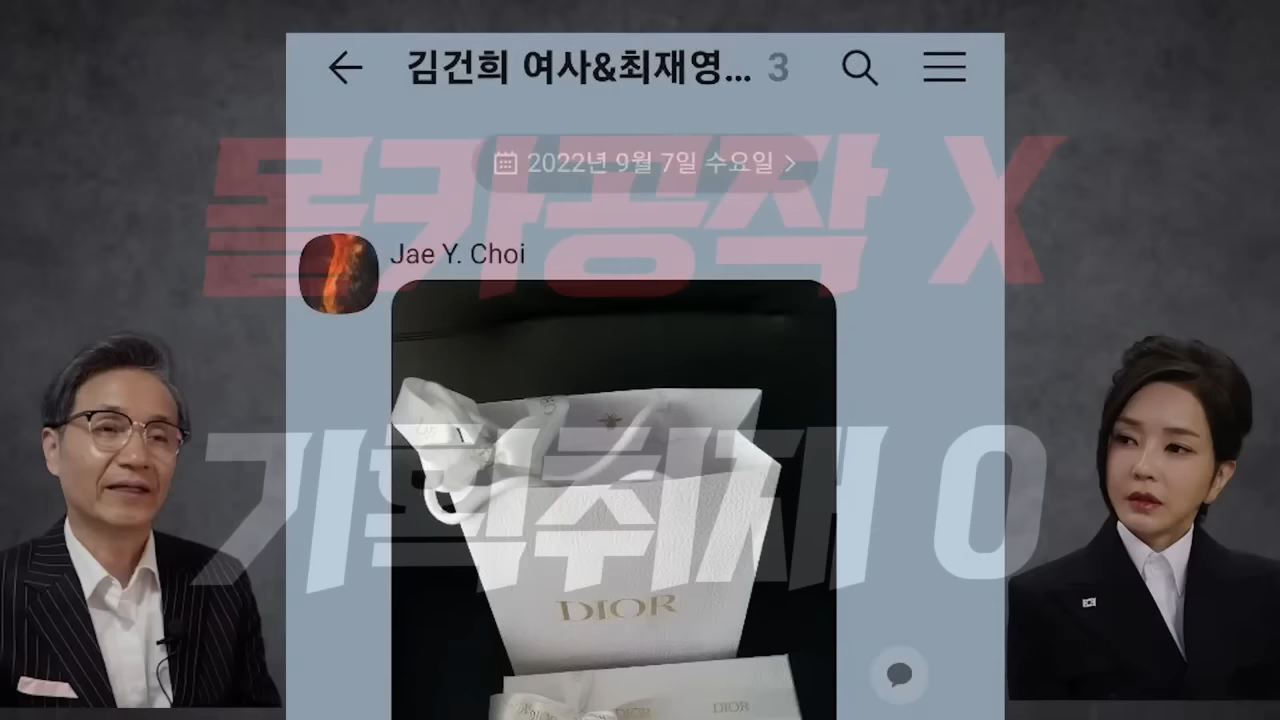 김건희 여사&최재영... 3
몰카공작 X
2022년 9월 7일 수요일
Jae Y. Choi
기획취재 O
DIOR
DIOR DIOR